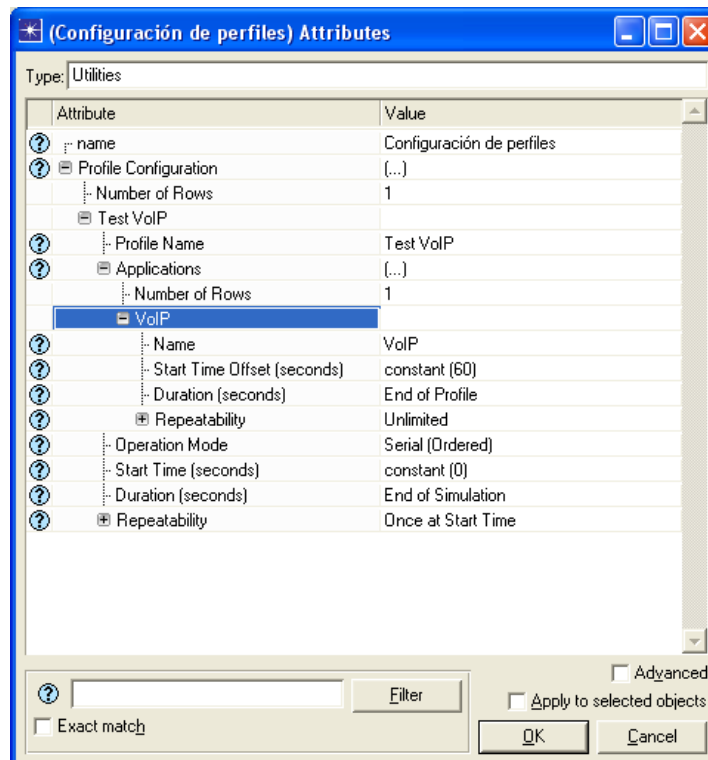 (Configuración de perfiles) Attributes
Type: Utilities
Attribute Value
name Configuración de perfiles
Profile Configuration (...)
Number of Rows 1
Test VoIP
Profile Name Test VoIP
Applications (...)
Number of Rows 1
VoIP
Name VoIP
Start Time Offset (seconds) constant (60)
Duration (seconds) End of Profile
Repeatability Unlimited
Operation Mode Serial (Ordered)
Start Time (seconds) constant (0)
Duration (seconds) End of Simulation
Repeatability Once at Start Time
Advanced
Filter
Apply to selected objects
Exact match
OK Cancel